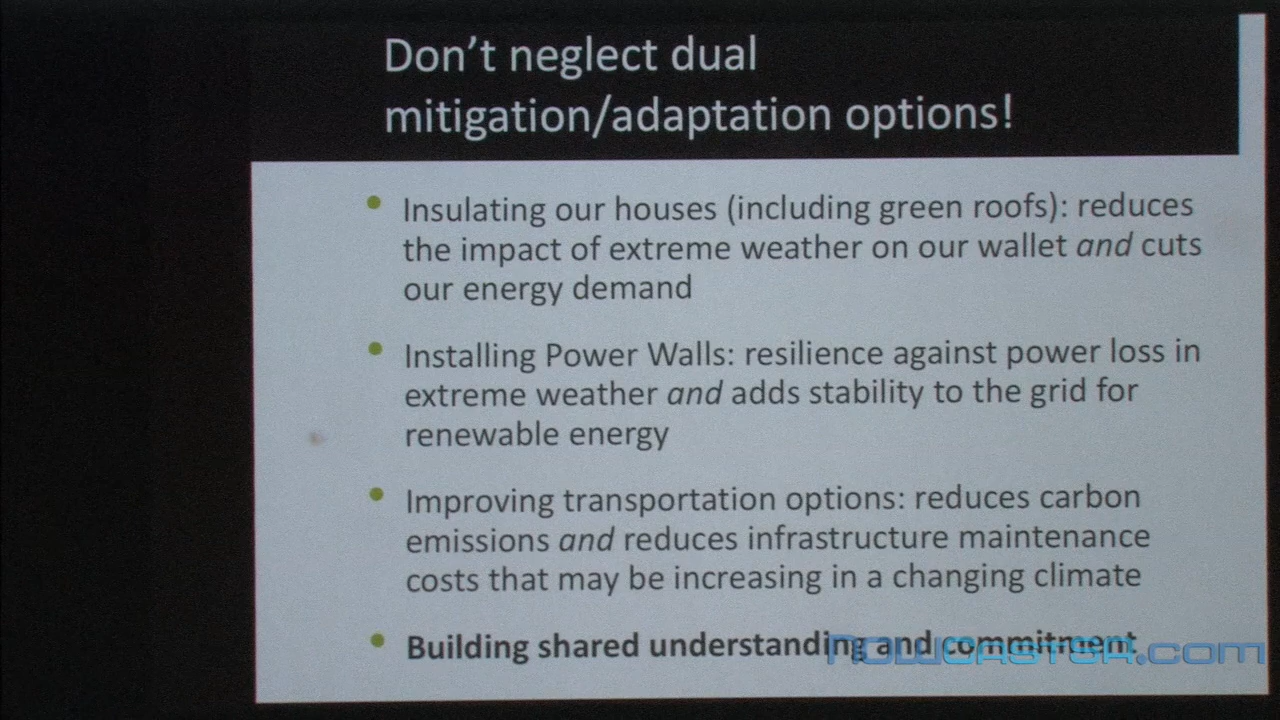 Don't neglect dual
mitigation/adaptation options!
Insulating our houses (including green roofs): reduces
the impact of extreme weather on our wallet and cuts
our energy demand
Installing Power Walls: resilience against power loss in
extreme weather and adds stability to the grid for
renewable energy
Improving transportation options: reduces carbon
emissions and reduces infrastructure maintenance
costs that may be increasing in a changing climate
Building shared understanding and commitment
NOWCASTSA.com